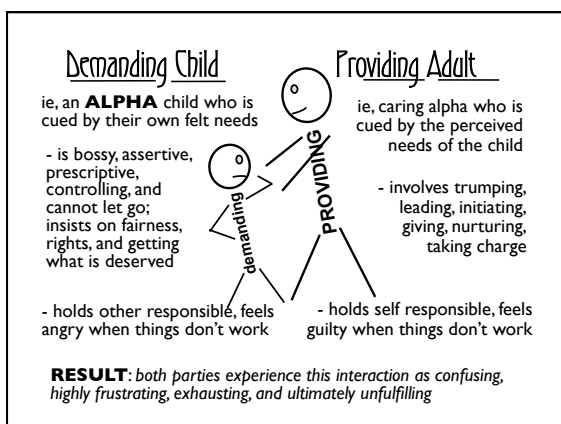 Demanding Child
ie, an ALPHA child who is
cued by their own felt needs
- is bossy, assertive,
prescriptive,
controlling, and
cannot let go;
insists on fairness,
rights, and getting
what is deserved
- holds other responsible, feels
angry when things don't work
demanding
PROVIDING
Providing Adult
ie, caring alpha who is
cued by the perceived
needs of the child
- involves trumping,
leading, initiating,
giving, nurturing,
taking charge
- holds self responsible, feels
guilty when things don't work
RESULT: both parties experience this interaction as confusing,
highly frustrating, exhausting, and ultimately unfulfilling